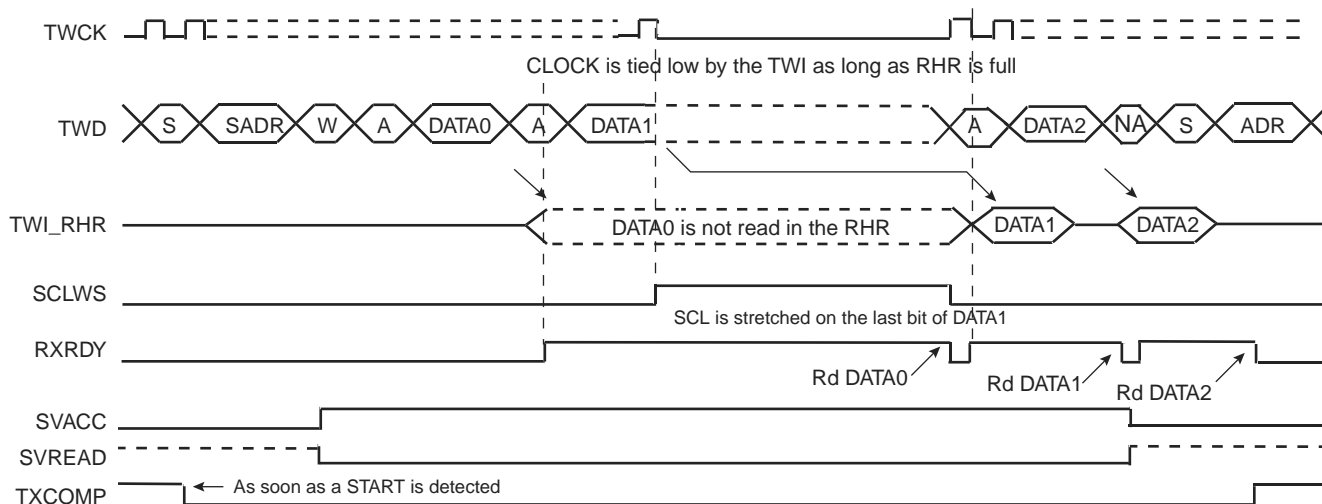 TWCK
CLOCK is tied low by the TWI as long as RHR is full
TWD S SADR W A DATA0 A DATA1 A DATA2 NA S ADR
TWI_RHR DATA0 is not read in the RHR DATA1 DATA2
SCLWS
SCL is stretched on the last bit of DATA1
RXRDY
Rd DATA0 Rd DATA1 Rd DATA2
SVACC
SVREAD
As soon as a START is detected
TXCOMP